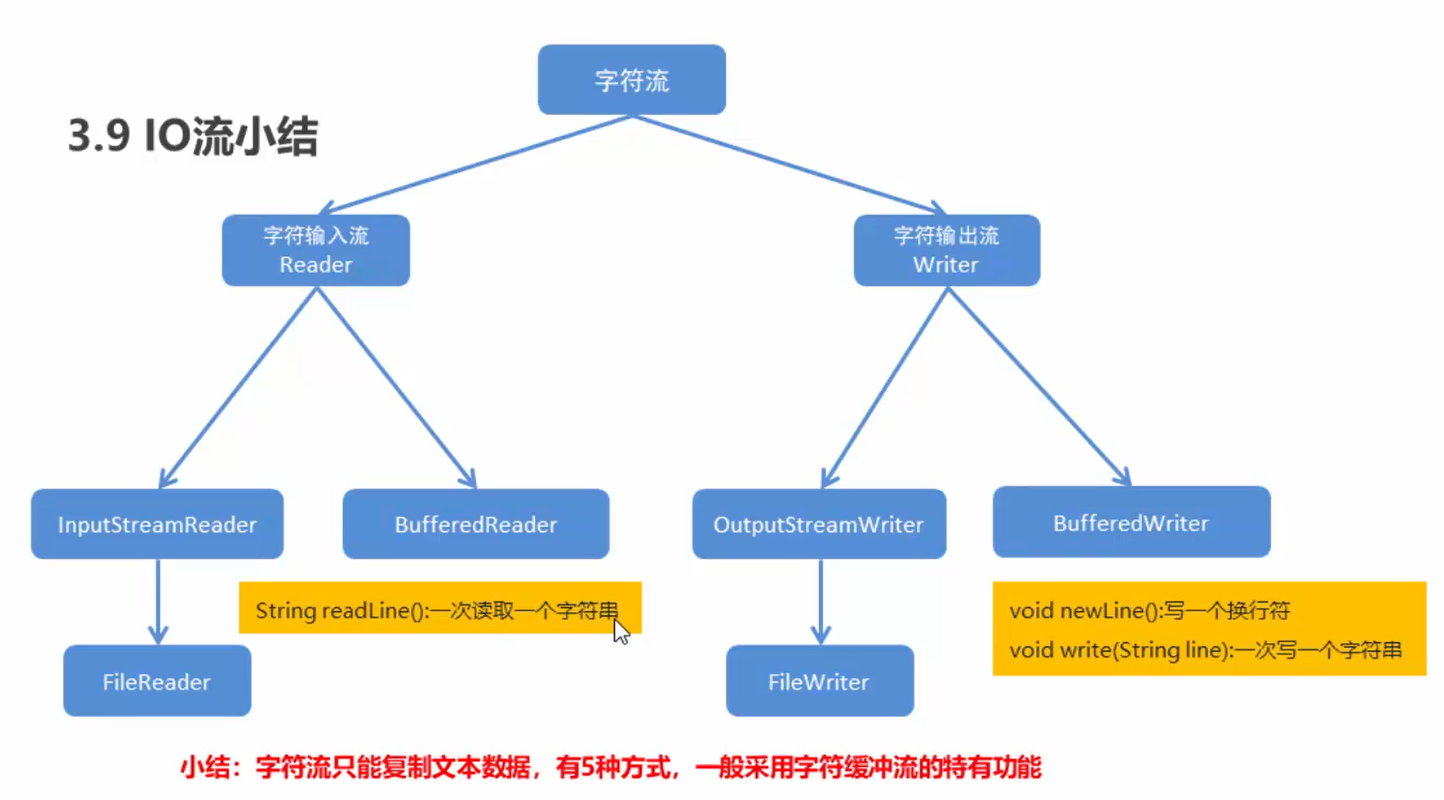 字符流
3.9 IO流小结
字符输入流
Reader
字符输出流
Writer
InputStreamReader
BufferedReader
OutputStreamWriter
BufferedWriter
String readLine():一次读取一个字符串
void newLine():写一个换行符
void write(String line):一次写一个字符串
FileReader
FileWriter
小结：字符流只能复制文本数据，有5种方式，一般采用字符缓冲流的特有功能